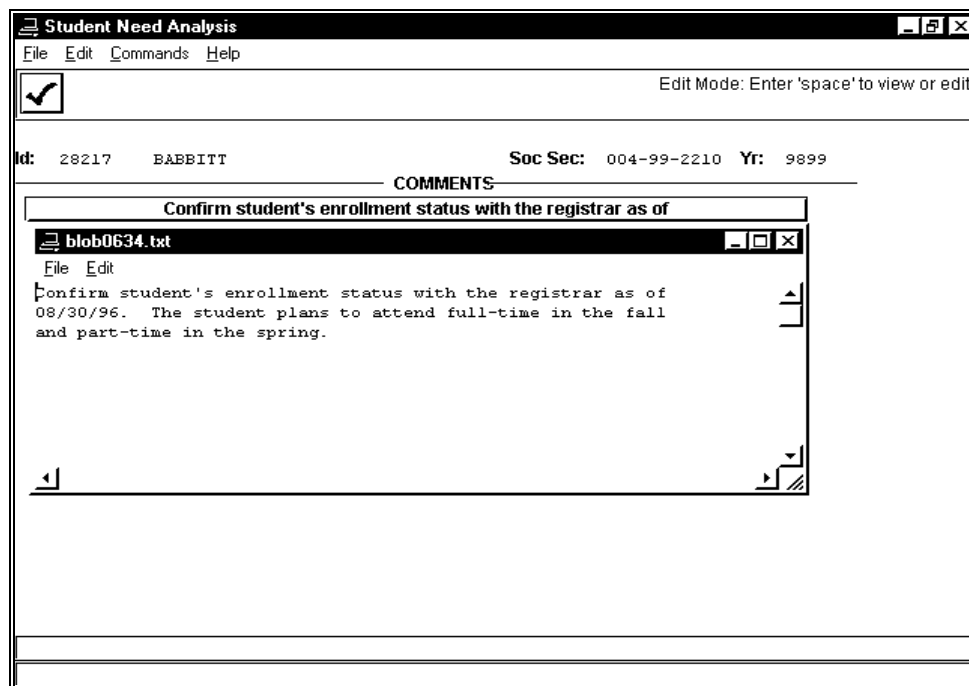 Student Need Analysis
File Edit Commands Help
Edit Mode: Enter 'space' to view or edit
Id: 28217 BABBITT Soc Sec: 004-99-2210 Yr: 9899
COMMENTS
Confirm student's enrollment status with the registrar as of
blob0634.txt
File Edit
Confirm student's enrollment status with the registrar as of
08/30/96. The student plans to attend full-time in the fall
and part-time in the spring.